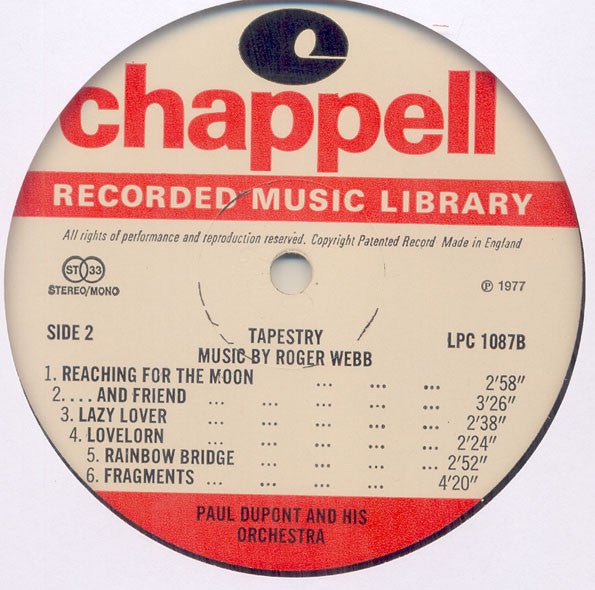 chappell
RECORDED MUSIC LIBRARY
All rights of performance and reproduction reserved. Copyright Patented Record Made in England
ST 33
STEREO/MONO
℗ 1977
SIDE 2
TAPESTRY
LPC 1087B
MUSIC BY ROGER WEBB
1. REACHING FOR THE MOON ... ... ... 2'58"
2. ... AND FRIEND ... ... ... ... ... 3'26"
3. LAZY LOVER ... ... ... ... ... 2'38"
4. LOVELORN ... ... ... ... ... 2'24"
5. RAINBOW BRIDGE ... ... ... ... 2'52"
6. FRAGMENTS ... ... ... ... ... 4'20"
PAUL DUPONT AND HIS
ORCHESTRA